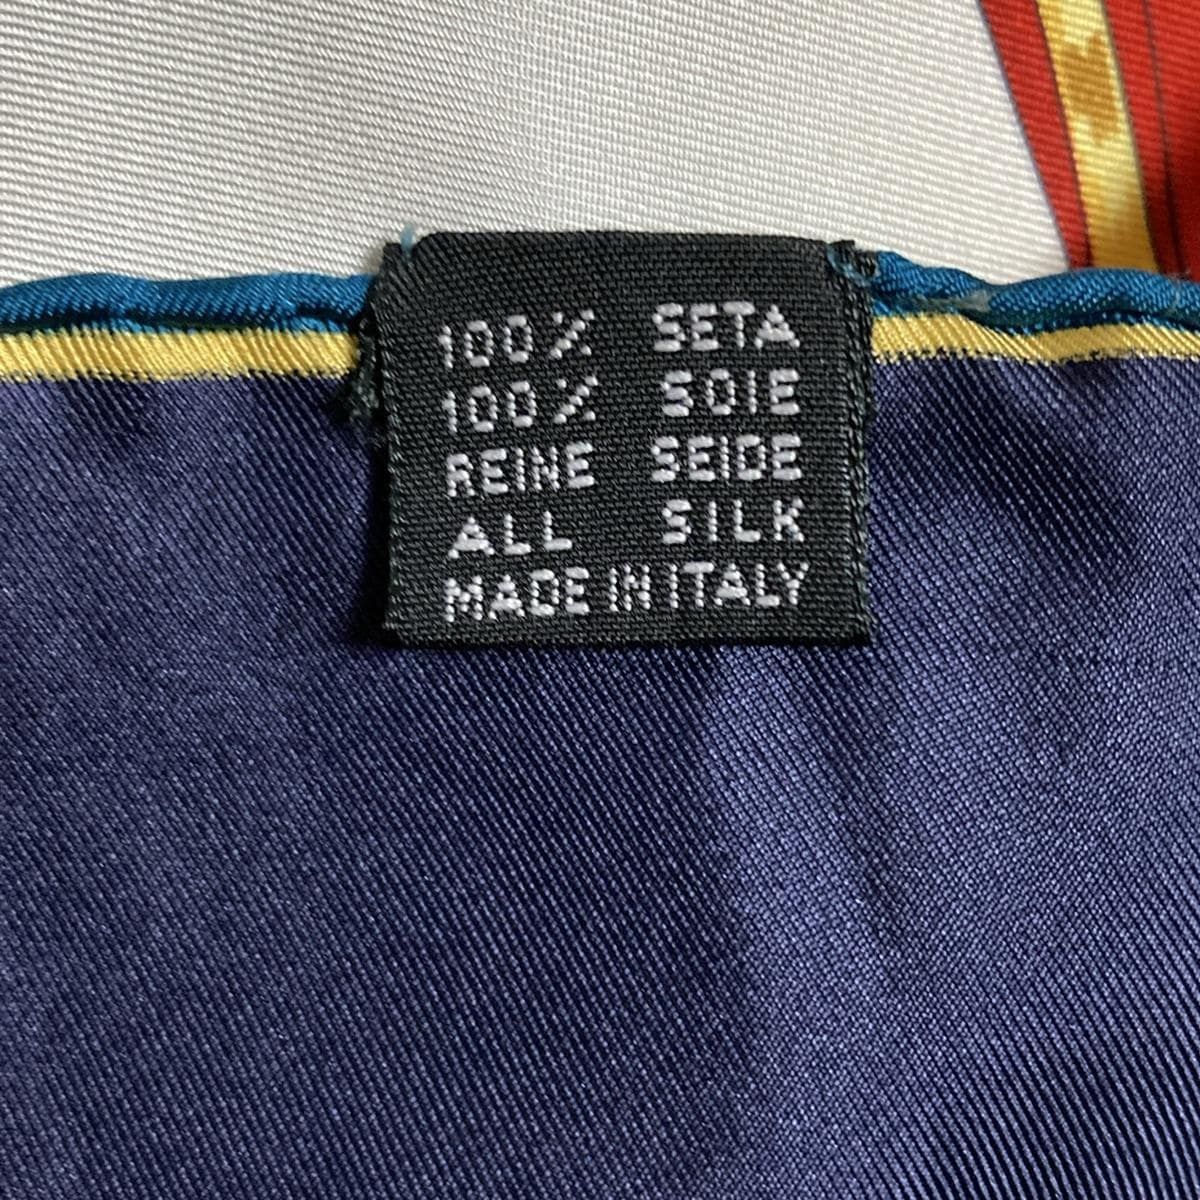 100% SETA
100% SOIE
REINE SEIDE
ALL SILK
MADE IN ITALY